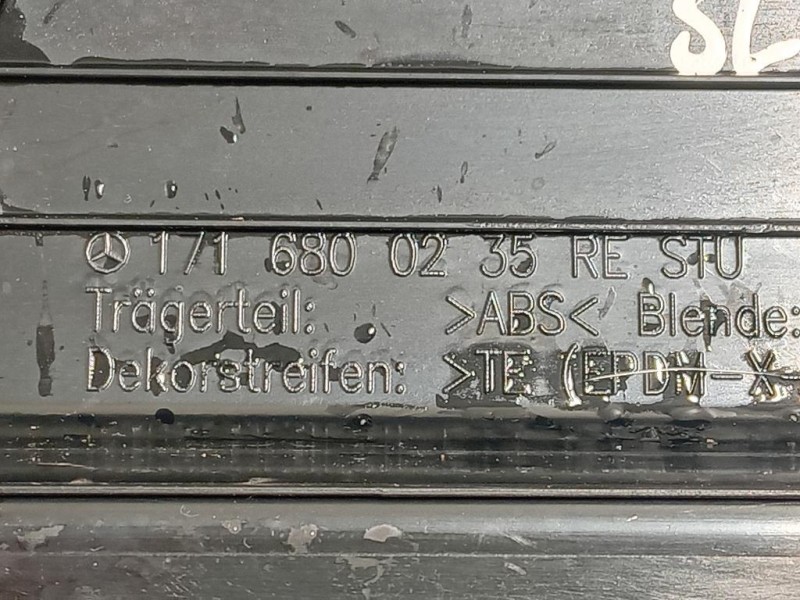 SL
171 680 02 35 RE STU
Trägerteil: >ABS< Blende:
Dekorstreifen: >TE (EPDM-X